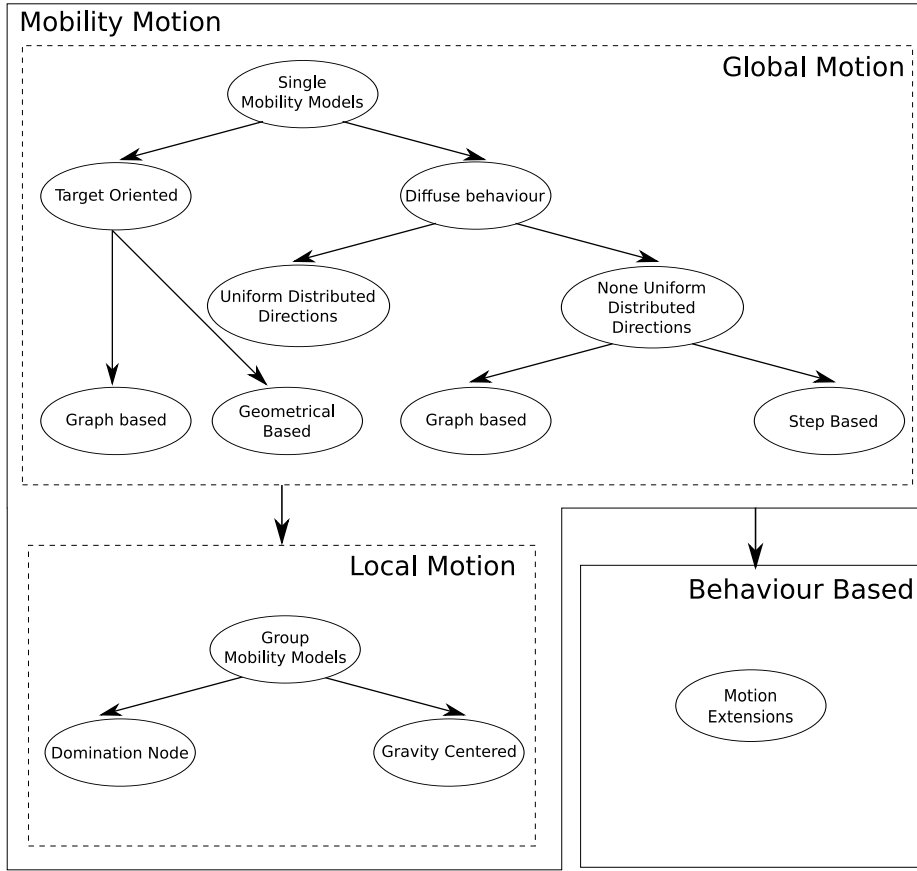 Mobility Motion
Global Motion
Single
Mobility Models
Target Oriented
Diffuse behaviour
Uniform Distributed
Directions
None Uniform
Distributed
Directions
Graph based
Geometrical
Based
Graph based
Step Based
Local Motion
Group
Mobility Models
Domination Node
Gravity Centered
Behaviour Based
Motion
Extensions